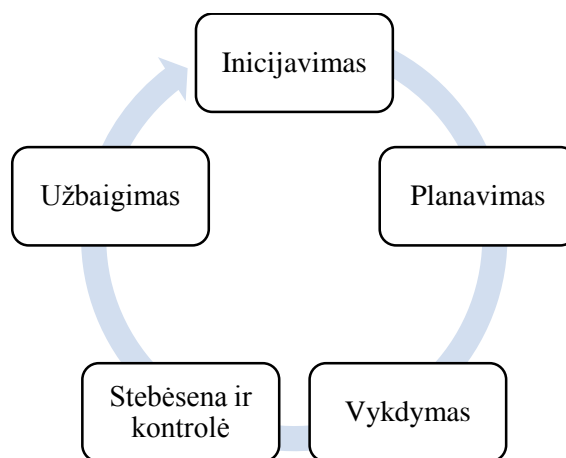 Inicijavimas
Planavimas
Vykdymas
Stebėsena ir
kontrolė
Užbaigimas